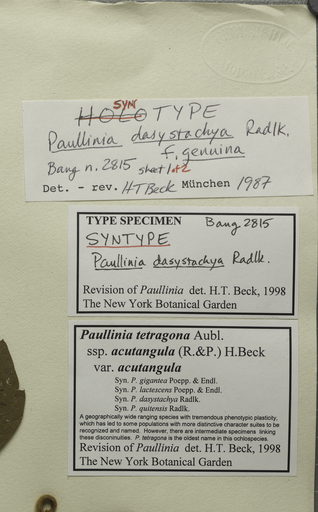 SYN
HOLOTYPE
Paullinia dasystachya Radlk.
f. genuina
Bang n. 2815 sheet 1 of 2
Det. - rev. H T Beck München 1987
TYPE SPECIMEN Bang 2815
SYNTYPE
Paullinia dasystachya Radlk.
Revision of Paullinia det. H.T. Beck, 1998
The New York Botanical Garden
Paullinia tetragona Aubl.
ssp. acutangula (R.&P.) H.Beck
var. acutangula
Syn. P. gigantea Poepp. & Endl.
Syn. P. lactescens Poepp. & Endl.
Syn. P. dasystachya Radlk.
Syn. P. quitensis Radlk.
A geographically wide ranging species with tremendous phenotypic plasticity,
which has led to some populations with more distinctive character suites to be
recognized and named. However, there are intermediate specimens linking
these disconinuities. P. tetragona is the oldest name in this ochlospecies.
Revision of Paullinia det. H.T. Beck, 1998
The New York Botanical Garden